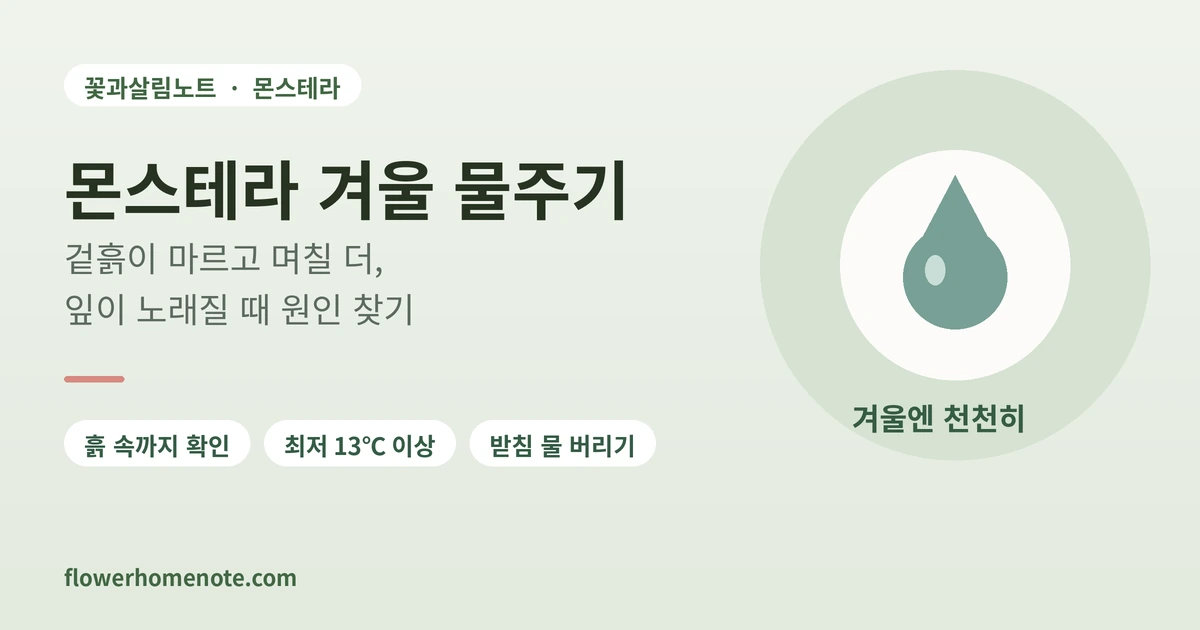 꽃과살림노트 · 몬스테라
몬스테라 겨울 물주기
겉흙이 마르고 며칠 더,
잎이 노래질 때 원인 찾기
흙 속까지 확인
최저 13℃ 이상
받침 물 버리기
겨울엔 천천히
flowerhomenote.com